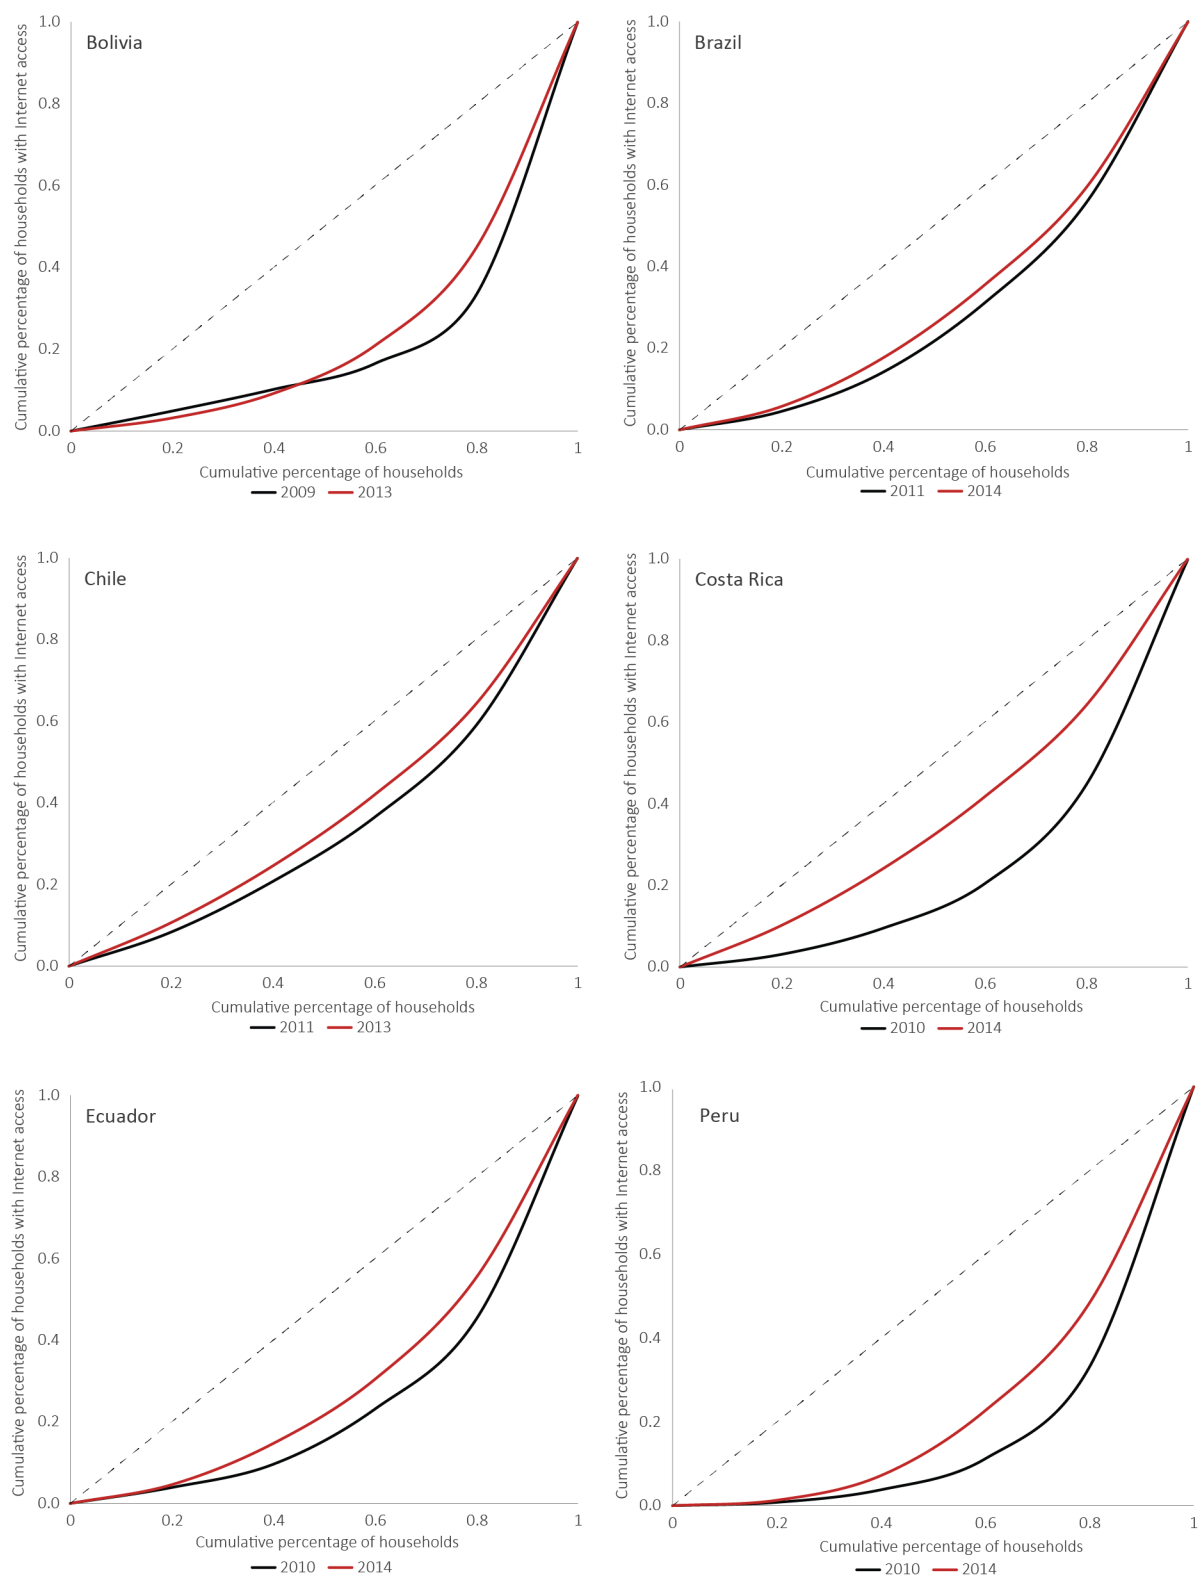 Bolivia
Cumulative percentage of households with Internet access
1.0
0.8
0.6
0.4
0.2
0.0
0 0.2 0.4 0.6 0.8 1
Cumulative percentage of households
2009 2013
Brazil
Cumulative percentage of households with Internet access
1.0
0.8
0.6
0.4
0.2
0.0
0 0.2 0.4 0.6 0.8 1
Cumulative percentage of households
2011 2014
Chile
Cumulative percentage of households with Internet access
1.0
0.8
0.6
0.4
0.2
0.0
0 0.2 0.4 0.6 0.8 1
Cumulative percentage of households
2011 2013
Costa Rica
Cumulative percentage of households with Internet access
1.0
0.8
0.6
0.4
0.2
0.0
0 0.2 0.4 0.6 0.8 1
Cumulative percentage of households
2010 2014
Ecuador
Cumulative percentage of households with Internet access
1.0
0.8
0.6
0.4
0.2
0.0
0 0.2 0.4 0.6 0.8 1
Cumulative percentage of households
2010 2014
Peru
Cumulative percentage of households with Internet access
1.0
0.8
0.6
0.4
0.2
0.0
0 0.2 0.4 0.6 0.8 1
Cumulative percentage of households
2010 2014